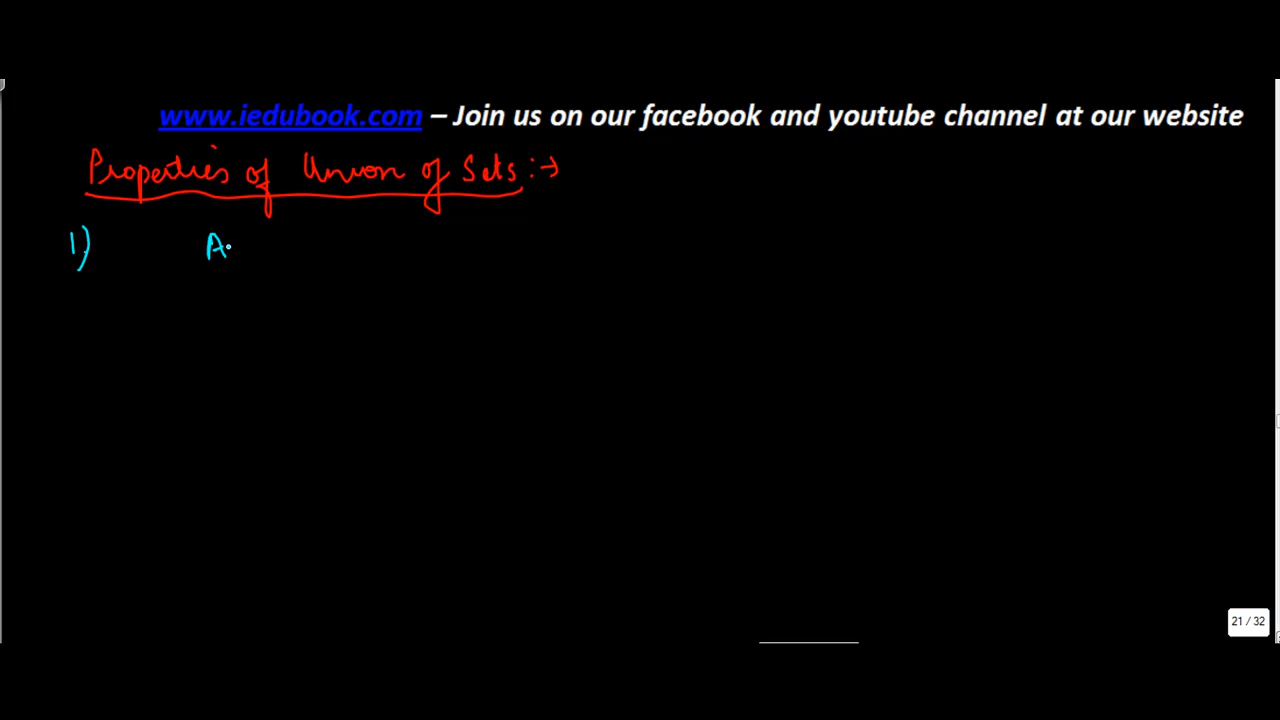 www.iedubook.com – Join us on our facebook and youtube channel at our website
Properties of Union of Sets :→
1) A
21 / 32